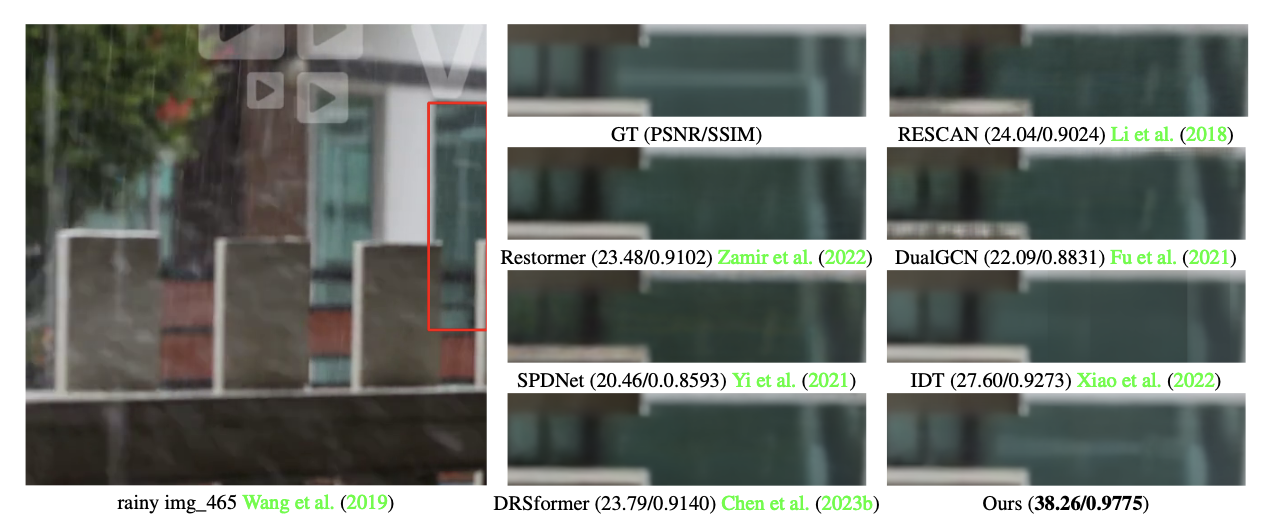 V
GT (PSNR/SSIM)
RESCAN (24.04/0.9024) Li et al. (2018)
Restormer (23.48/0.9102) Zamir et al. (2022)
DualGCN (22.09/0.8831) Fu et al. (2021)
SPDNet (20.46/0.0.8593) Yi et al. (2021)
IDT (27.60/0.9273) Xiao et al. (2022)
rainy img_465 Wang et al. (2019)
DRSformer (23.79/0.9140) Chen et al. (2023b)
Ours (38.26/0.9775)